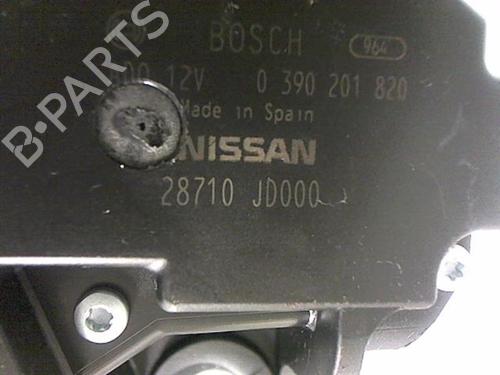 BOSCH 964
12V 0 390 201 820
Made in Spain
NISSAN
28710 JD000
B-PARTS